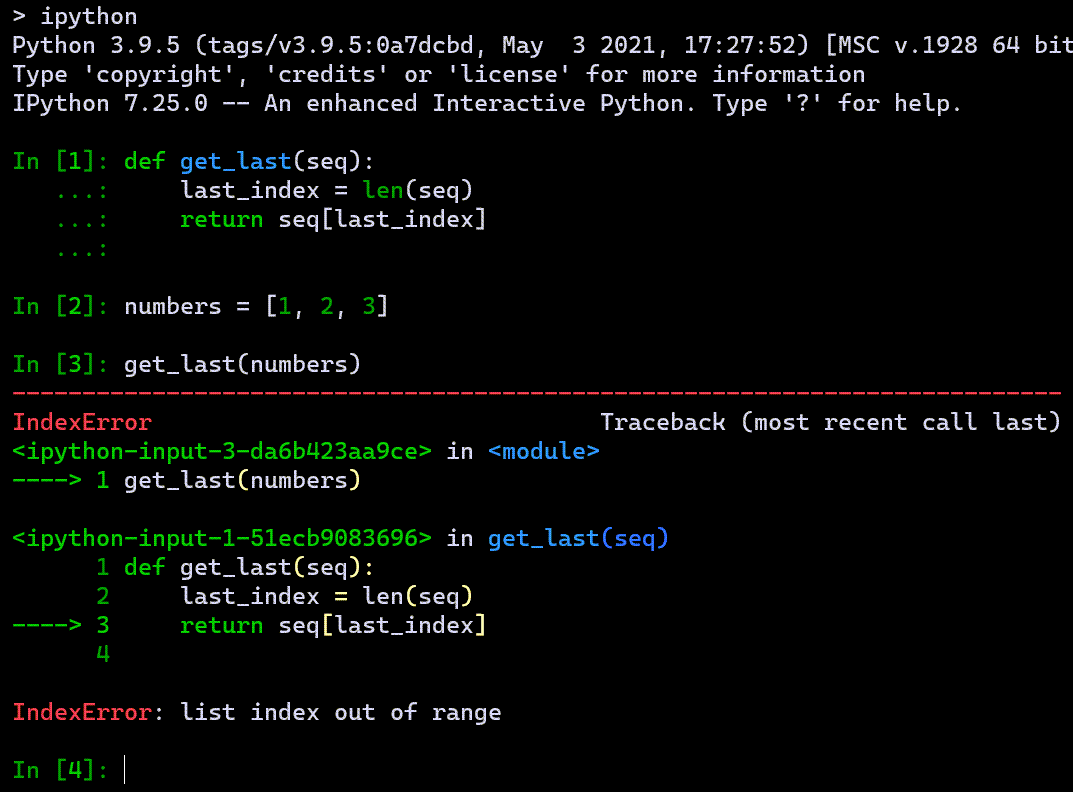 > ipython
Python 3.9.5 (tags/v3.9.5:0a7dcbd, May  3 2021, 17:27:52) [MSC v.1928 64 bit
Type 'copyright', 'credits' or 'license' for more information
IPython 7.25.0 -- An enhanced Interactive Python. Type '?' for help.

In [1]: def get_last(seq):
   ...:     last_index = len(seq)
   ...:     return seq[last_index]
   ...:

In [2]: numbers = [1, 2, 3]

In [3]: get_last(numbers)
---------------------------------------------------------------------------
IndexError                                Traceback (most recent call last)
<ipython-input-3-da6b423aa9ce> in <module>
----> 1 get_last(numbers)

<ipython-input-1-51ecb9083696> in get_last(seq)
      1 def get_last(seq):
      2     last_index = len(seq)
----> 3     return seq[last_index]
      4

IndexError: list index out of range

In [4]: